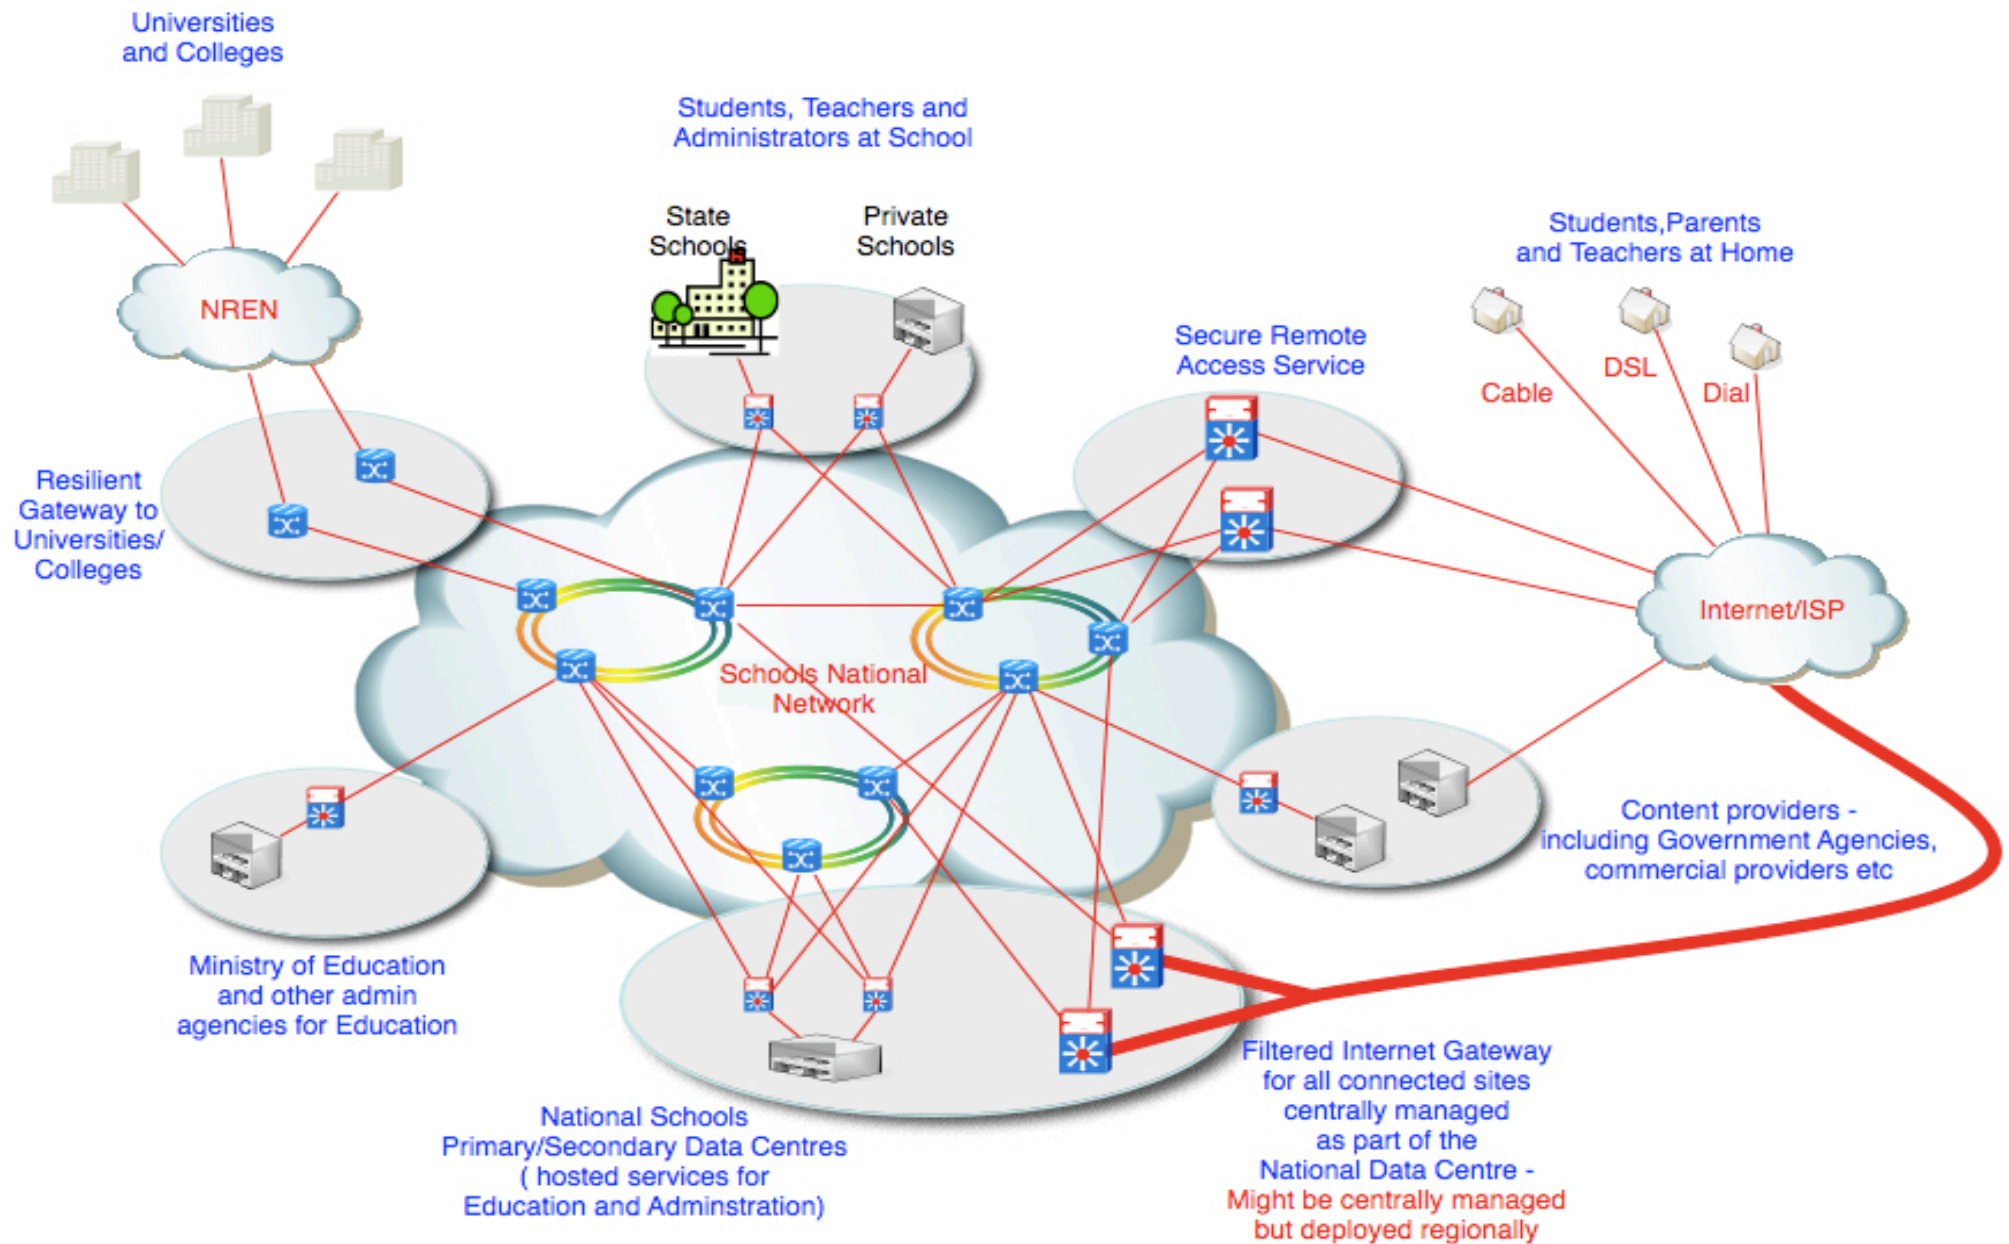 Universities
and Colleges
Students, Teachers and
Administrators at School
State
Schools
Private
Schools
Students,Parents
and Teachers at Home
NREN
Secure Remote
Access Service
Cable
DSL
Dial
Resilient
Gateway to
Universities/
Colleges
Internet/ISP
Schools National
Network
Content providers -
including Government Agencies,
commercial providers etc
Ministry of Education
and other admin
agencies for Education
National Schools
Primary/Secondary Data Centres
( hosted services for
Education and Adminstration)
Filtered Internet Gateway
for all connected sites
centrally managed
as part of the
National Data Centre -
Might be centrally managed
but deployed regionally